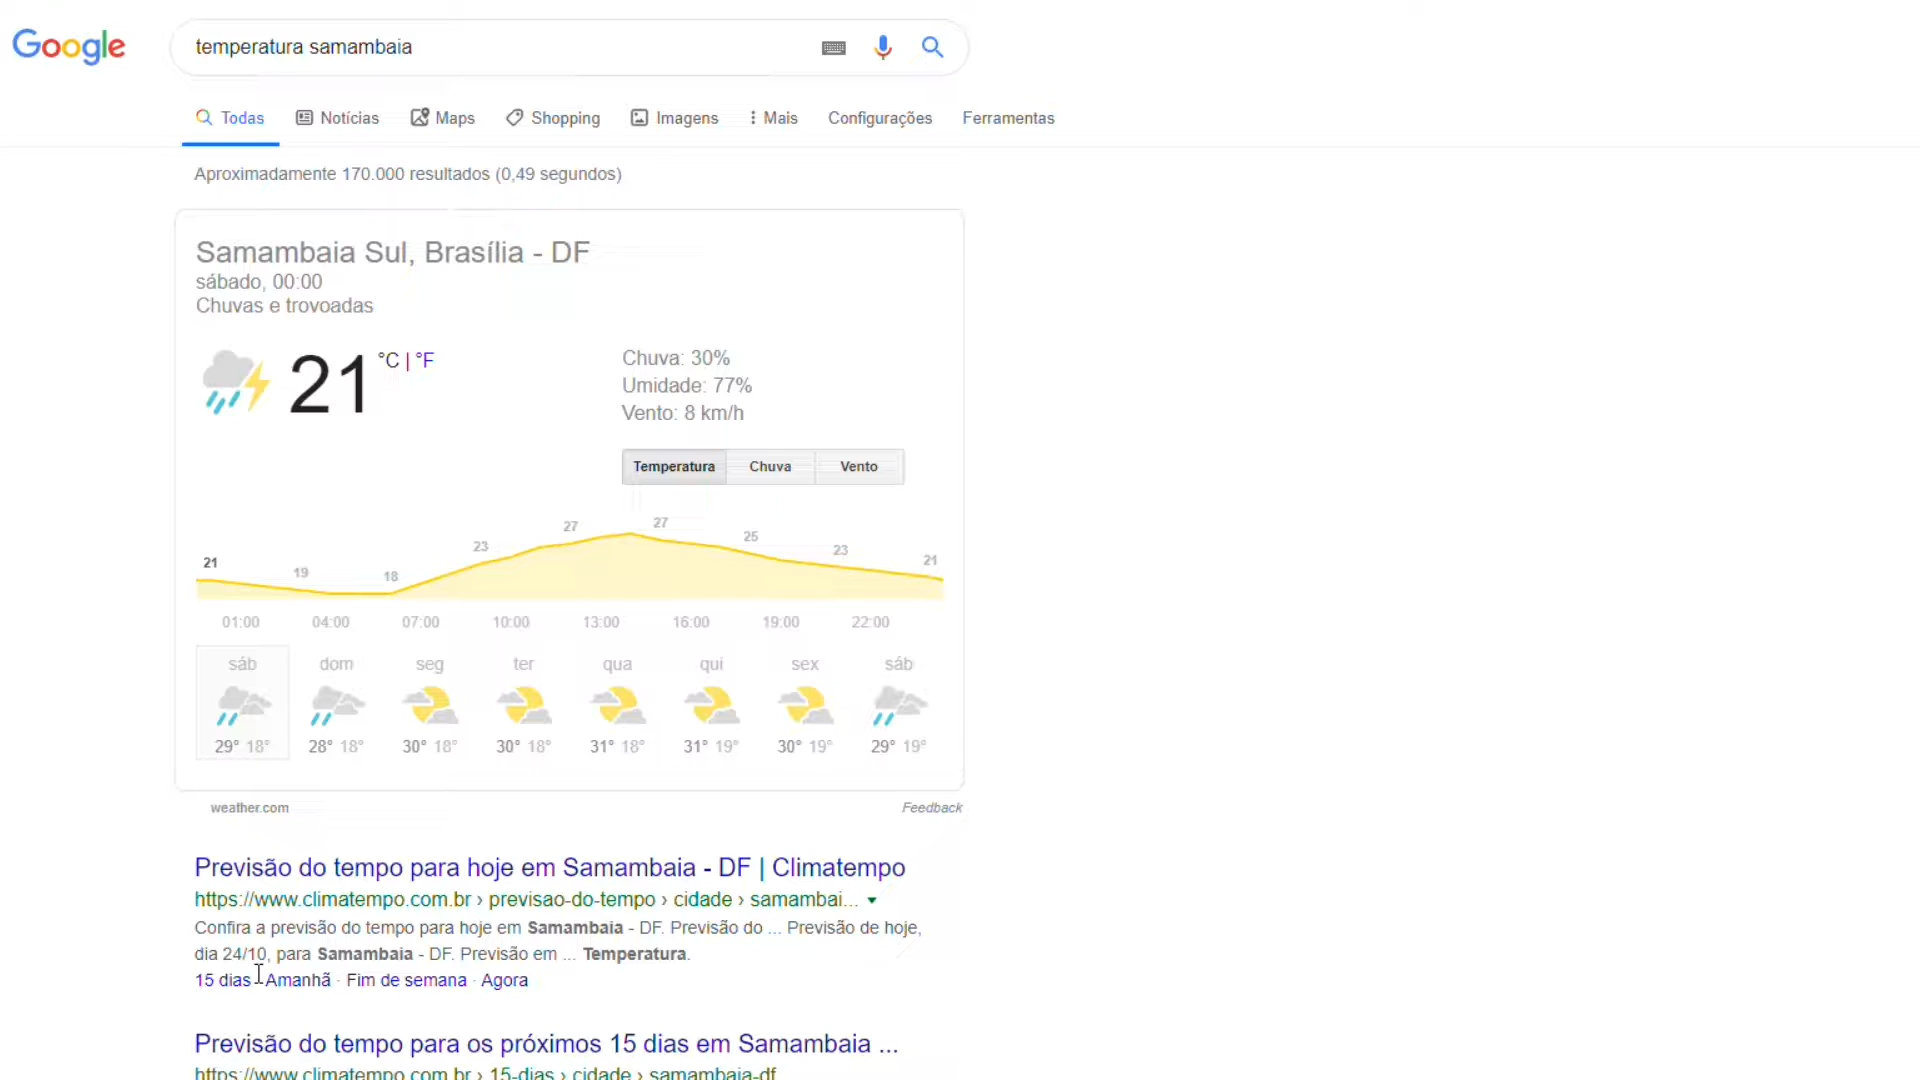 Google
temperatura samambaia
Todas Notícias Maps Shopping Imagens Mais Configurações Ferramentas
Aproximadamente 170.000 resultados (0,49 segundos)
Samambaia Sul, Brasília - DF
sábado, 00:00
Chuvas e trovoadas
21 °C | °F
Chuva: 30%
Umidade: 77%
Vento: 8 km/h
Temperatura Chuva Vento
21 19 18 23 27 27 25 23 21
01:00 04:00 07:00 10:00 13:00 16:00 19:00 22:00
sáb dom seg ter qua qui sex sáb
29° 18° 28° 18° 30° 18° 30° 18° 31° 18° 31° 19° 30° 19° 29° 19°
weather.com Feedback
Previsão do tempo para hoje em Samambaia - DF | Climatempo
https://www.climatempo.com.br › previsao-do-tempo › cidade › samambai...
Confira a previsão do tempo para hoje em Samambaia - DF. Previsão do ... Previsão de hoje,
dia 24/10, para Samambaia - DF. Previsão em ... Temperatura.
15 dias · Amanhã · Fim de semana · Agora
Previsão do tempo para os próximos 15 dias em Samambaia ...
https://www.climatempo.com.br › 15-dias › cidade › samambaia-df